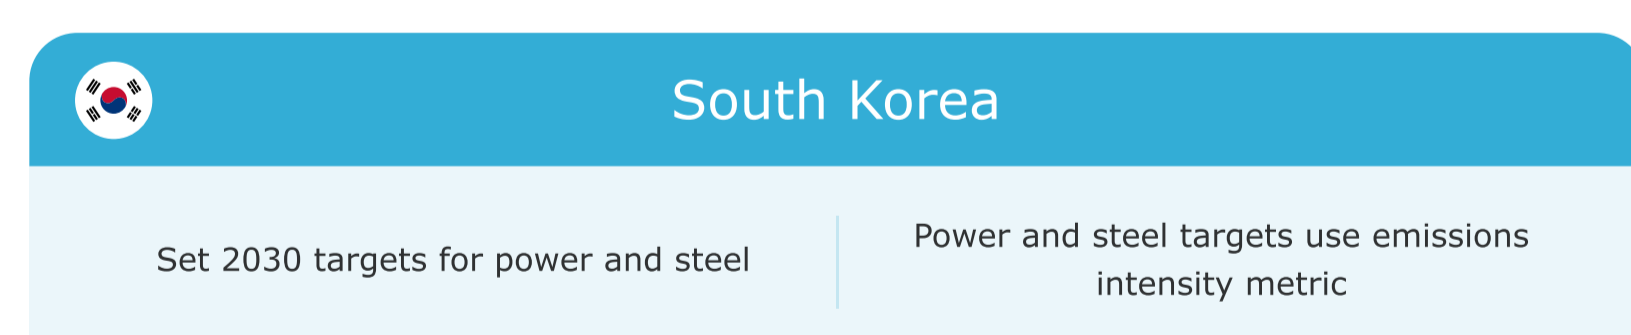 South Korea
Set 2030 targets for power and steel
Power and steel targets use emissions
intensity metric